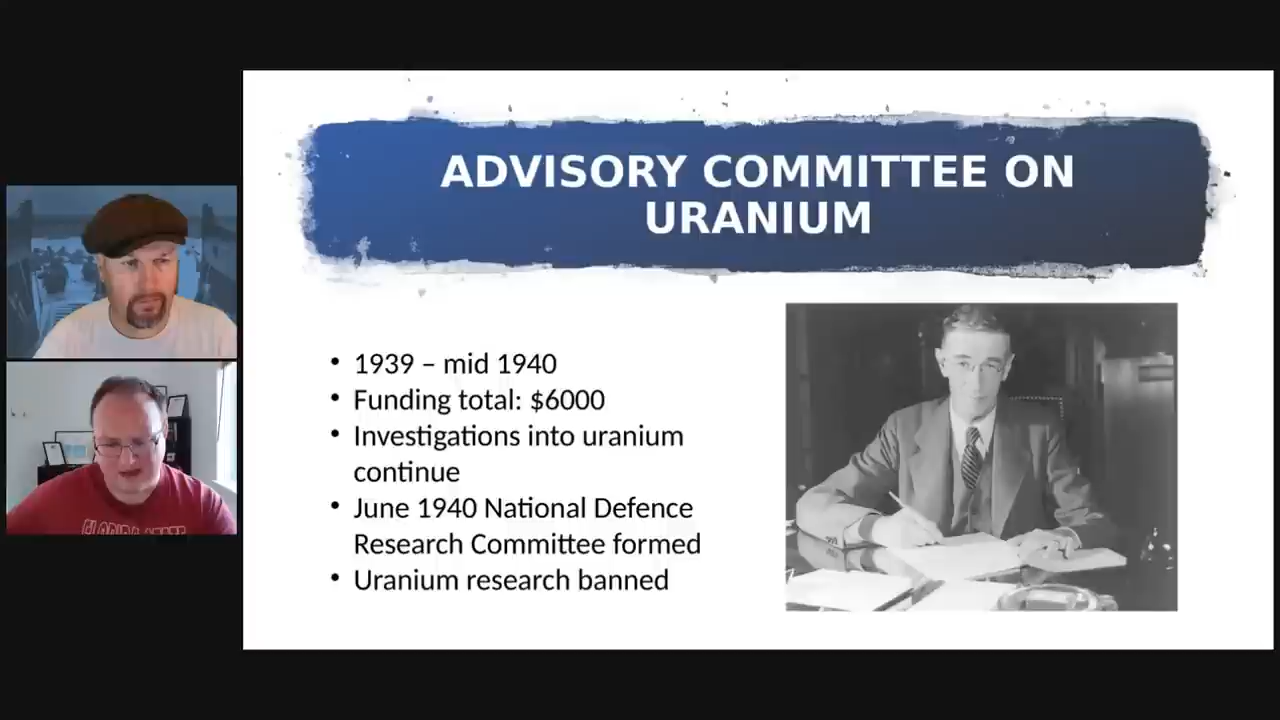 ADVISORY COMMITTEE ON
URANIUM
• 1939 – mid 1940
• Funding total: $6000
• Investigations into uranium
continue
• June 1940 National Defence
Research Committee formed
• Uranium research banned